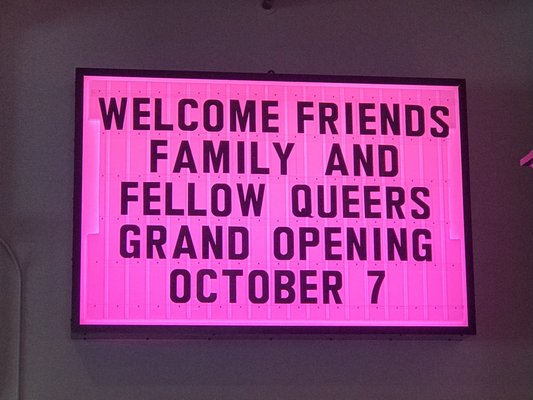 WELCOME FRIENDS
FAMILY AND
FELLOW QUEERS
GRAND OPENING
OCTOBER 7